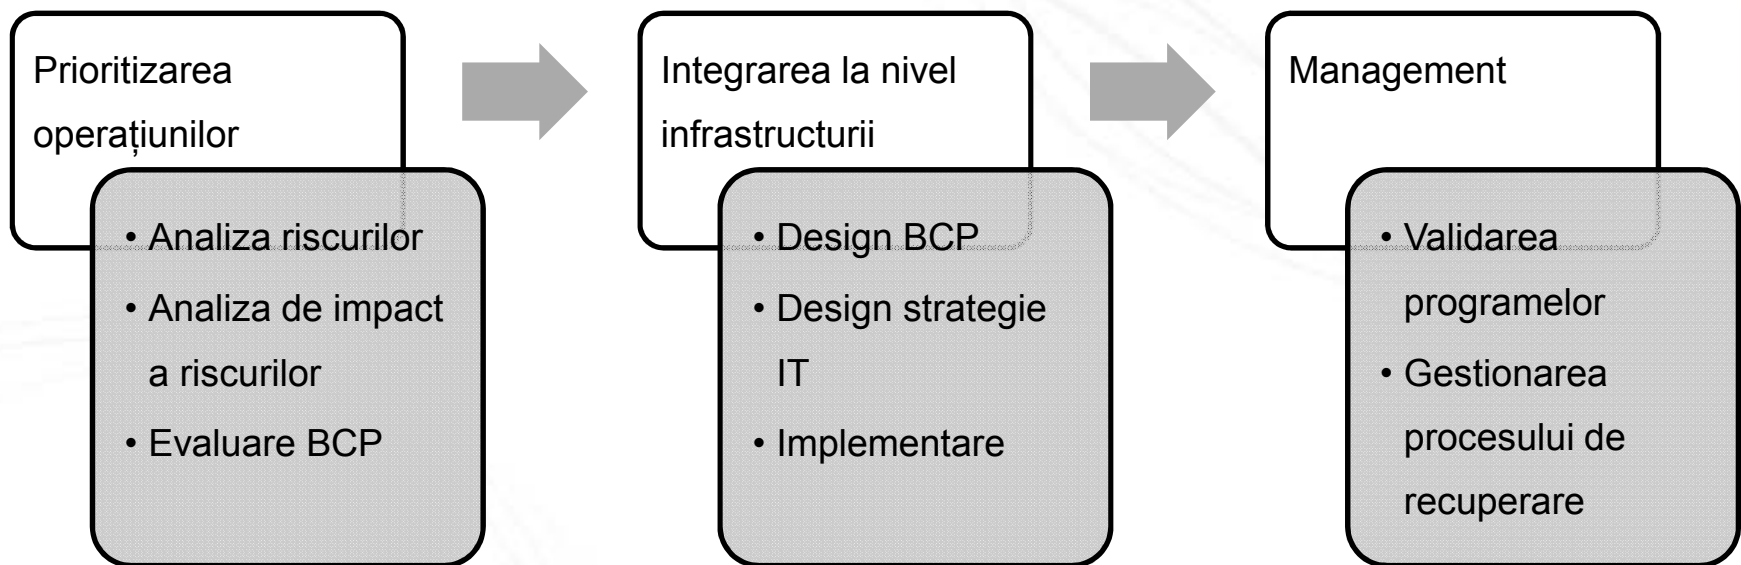 Prioritizarea
operațiunilor
• Analiza riscurilor
• Analiza de impact
a riscurilor
• Evaluare BCP
Integrarea la nivel
infrastructurii
• Design BCP
• Design strategie
IT
• Implementare
Management
• Validarea
programelor
• Gestionarea
procesului de
recuperare